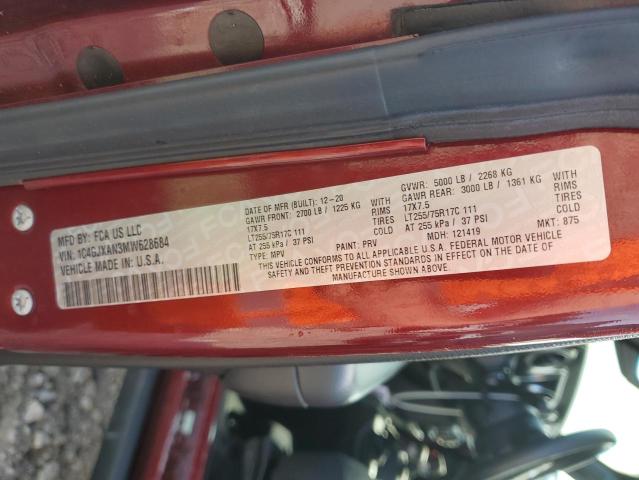 MFD BY: FCA US LLC
DATE OF MFR (BUILT): 12-20
GVWR: 5000 LB / 2268 KG
GAWR FRONT: 2700 LB / 1225 KG WITH
GAWR REAR: 3000 LB / 1361 KG WITH
17X7.5 RIMS
17X7.5 RIMS
LT255/75R17C 111
LT255/75R17C 111
AT 255 kPa / 37 PSI COLD
AT 255 kPa / 37 PSI COLD
VIN: 1C4GJXAN3MW528684
TYPE: MPV
PAINT: PRV
MDH: 121419
MKT: 875
VEHICLE MADE IN: U.S.A.
THIS VEHICLE CONFORMS TO ALL APPLICABLE U.S.A. FEDERAL MOTOR VEHICLE
SAFETY AND THEFT PREVENTION STANDARDS IN EFFECT ON THE DATE OF
MANUFACTURE SHOWN ABOVE.